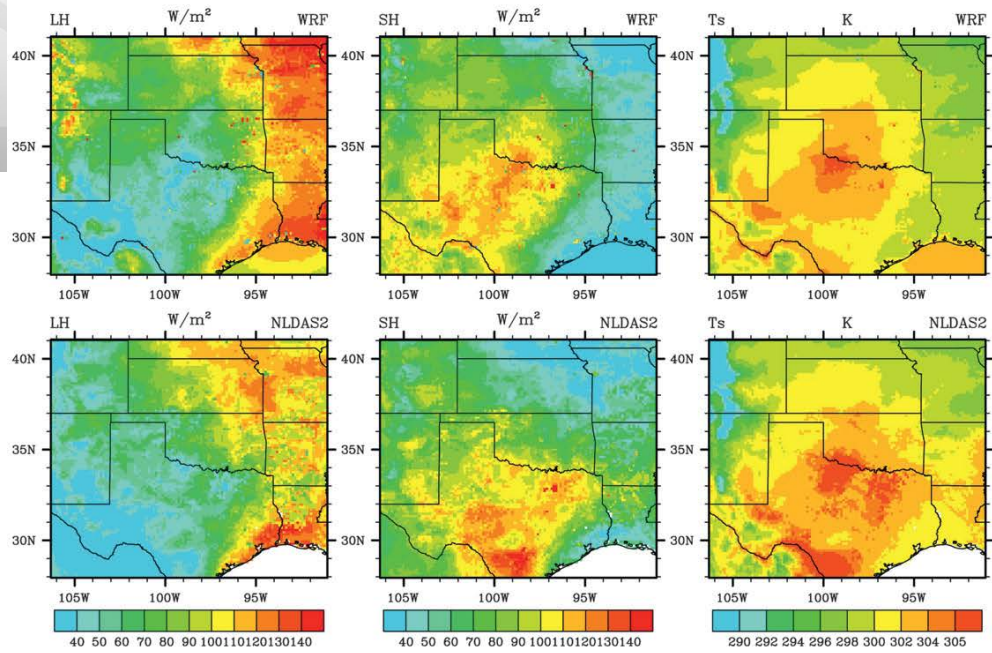 LH W/m² WRF SH W/m² WRF Ts K WRF
40N 40N 40N
35N 35N 35N
30N 30N 30N
105W 100W 95W 105W 100W 95W 105W 100W 95W
LH W/m² NLDAS2 SH W/m² NLDAS2 Ts K NLDAS2
40N 40N 40N
35N 35N 35N
30N 30N 30N
105W 100W 95W 105W 100W 95W 105W 100W 95W
40 50 60 70 80 90 100110120130140 40 50 60 70 80 90 100110120130140 290 292 294 296 298 300 302 304 305